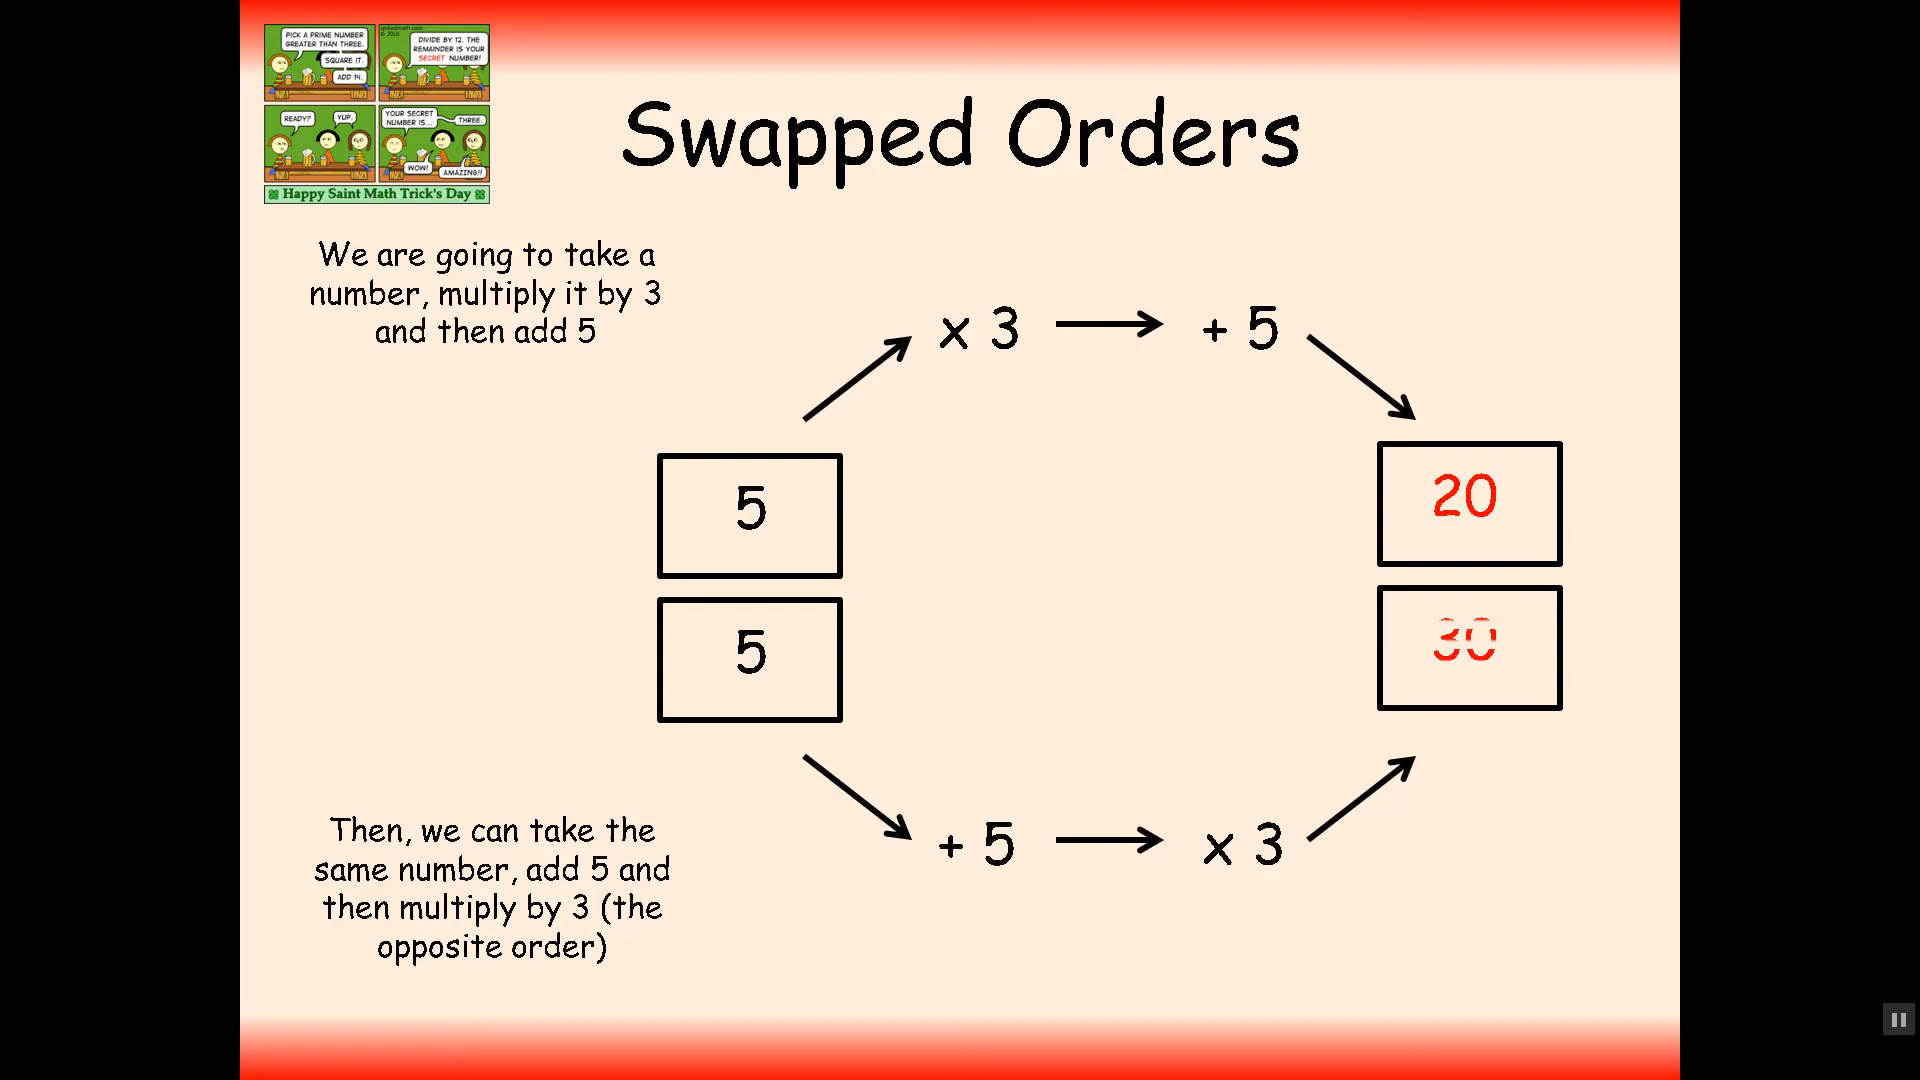 PICK A PRIME NUMBER
GREATER THAN THREE.
SQUARE IT.
ADD 14.
spikedmath.com
© 2010
DIVIDE BY 12. THE
REMAINDER IS YOUR
SECRET NUMBER!
READY?
YUP.
YOUR SECRET
NUMBER IS...
THREE.
WOW!
AMAZING!!
Happy Saint Math Trick's Day
Swapped Orders
We are going to take a
number, multiply it by 3
and then add 5
x 3
+ 5
5
20
5
30
+ 5
x 3
Then, we can take the
same number, add 5 and
then multiply by 3 (the
opposite order)